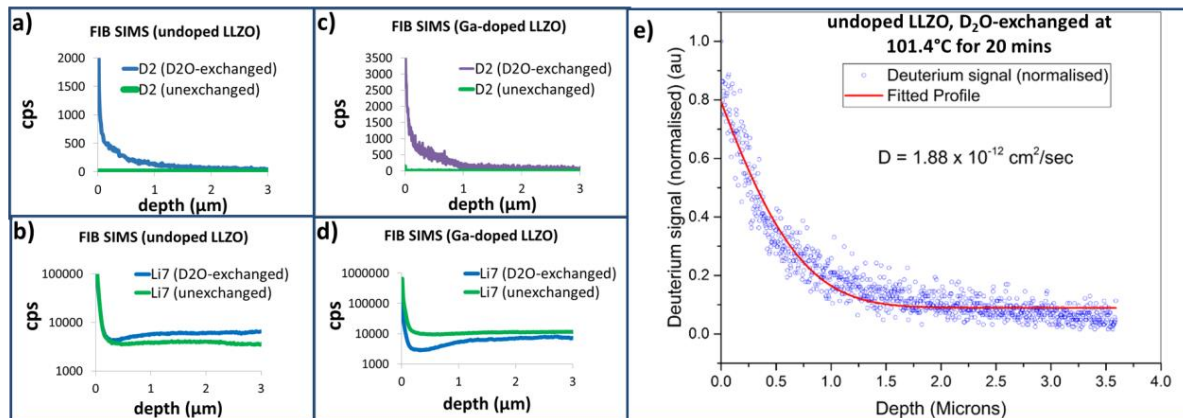 a)
FIB SIMS (undoped LLZO)
2000
1500
1000
500
0
cps
D2 (D2O-exchanged)
D2 (unexchanged)
0 1 2 3
depth (µm)
c)
FIB SIMS (Ga-doped LLZO)
3500
3000
2500
2000
1500
1000
500
0
cps
D2 (D2O-exchanged)
D2 (unexchanged)
0 1 2 3
depth (µm)
b)
FIB SIMS (undoped LLZO)
100000
10000
1000
cps
Li7 (D2O-exchanged)
Li7 (unexchanged)
0 1 2 3
depth (µm)
d)
FIB SIMS (Ga-doped LLZO)
1000000
100000
10000
1000
cps
Li7 (D2O-exchanged)
Li7 (unexchanged)
0 1 2 3
depth (µm)
e)
undoped LLZO, D₂O-exchanged at
101.4°C for 20 mins
Deuterium signal (normalised)
Fitted Profile
D = 1.88 x 10⁻¹² cm²/sec
Deuterium signal (normalised) (au)
0.8
0.6
0.4
0.2
0.0
0.0 0.5 1.0 1.5 2.0 2.5 3.0 3.5 4.0
Depth (Microns)